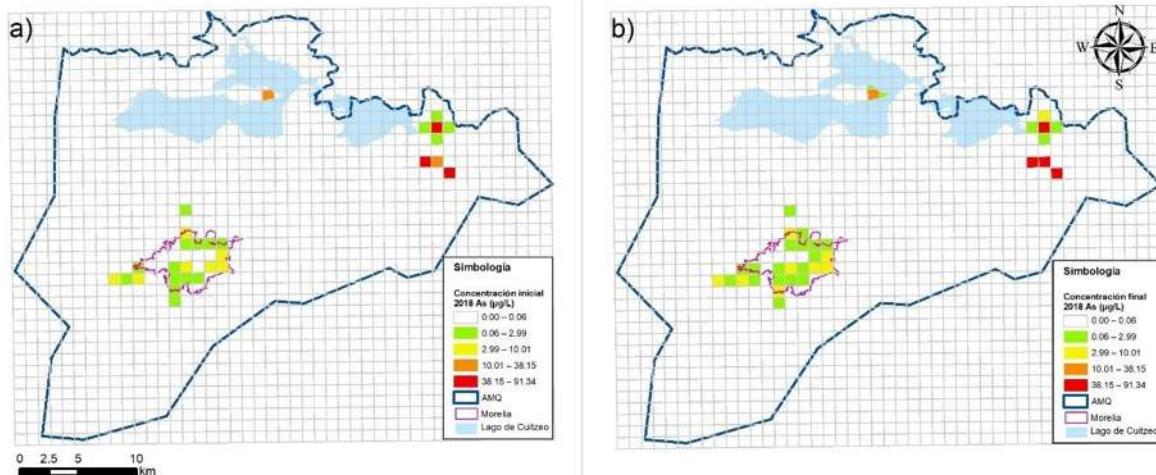 a)
Simbología
Concentración inicial
2018 As (µg/L)
0.00 – 0.06
0.06 – 2.99
2.99 – 10.01
10.01 – 38.15
38.15 – 91.34
AMQ
Morelia
Lago de Cuitzeo
0 2.5 5 10
km
b)
N
W E
S
Simbología
Concentración final
2018 As (µg/L)
0.00 – 0.06
0.06 – 2.99
2.99 – 10.01
10.01 – 38.15
38.15 – 91.34
AMQ
Morelia
Lago de Cuitzeo